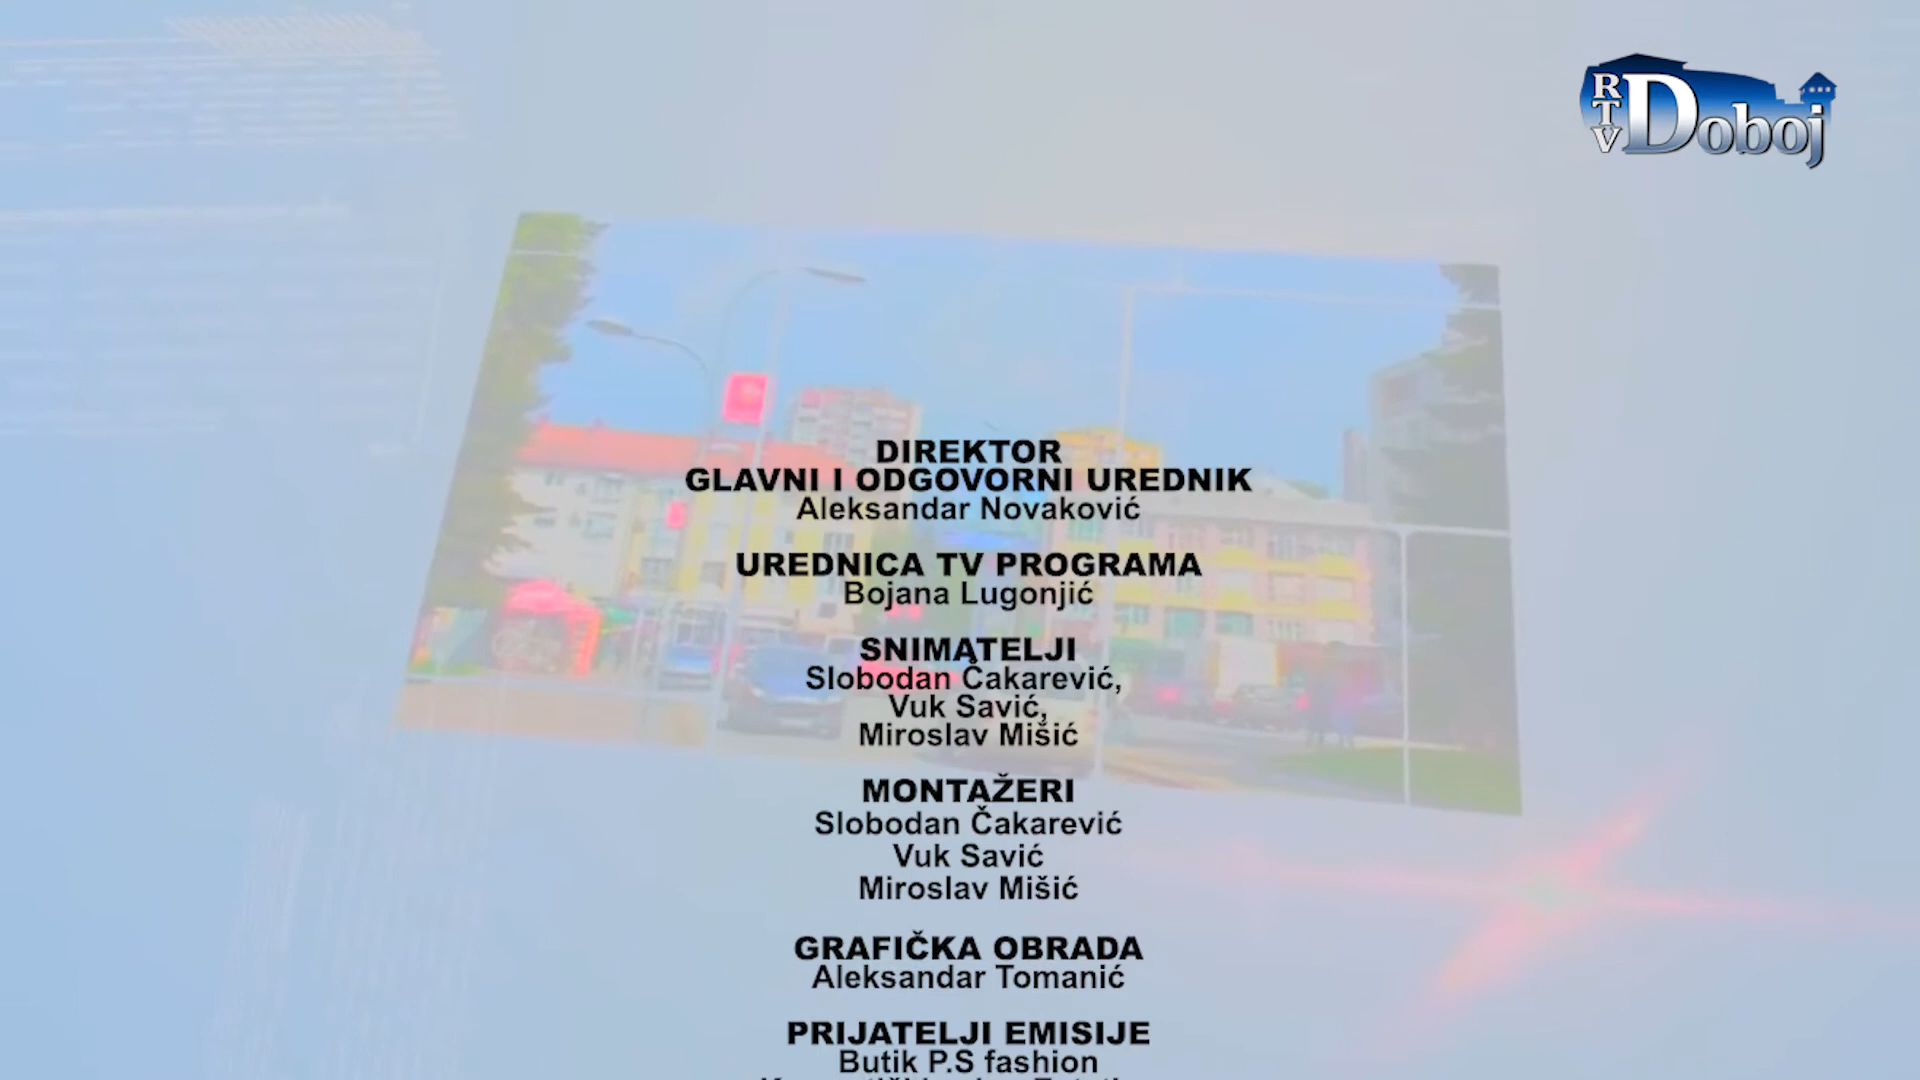 RTV Doboj
DIREKTOR
GLAVNI I ODGOVORNI UREDNIK
Aleksandar Novaković
UREDNICA TV PROGRAMA
Bojana Lugonjić
SNIMATELJI
Slobodan Čakarević,
Vuk Savić,
Miroslav Mišić
MONTAŽERI
Slobodan Čakarević
Vuk Savić
Miroslav Mišić
GRAFIČKA OBRADA
Aleksandar Tomanić
PRIJATELJI EMISIJE
Butik P.S fashion